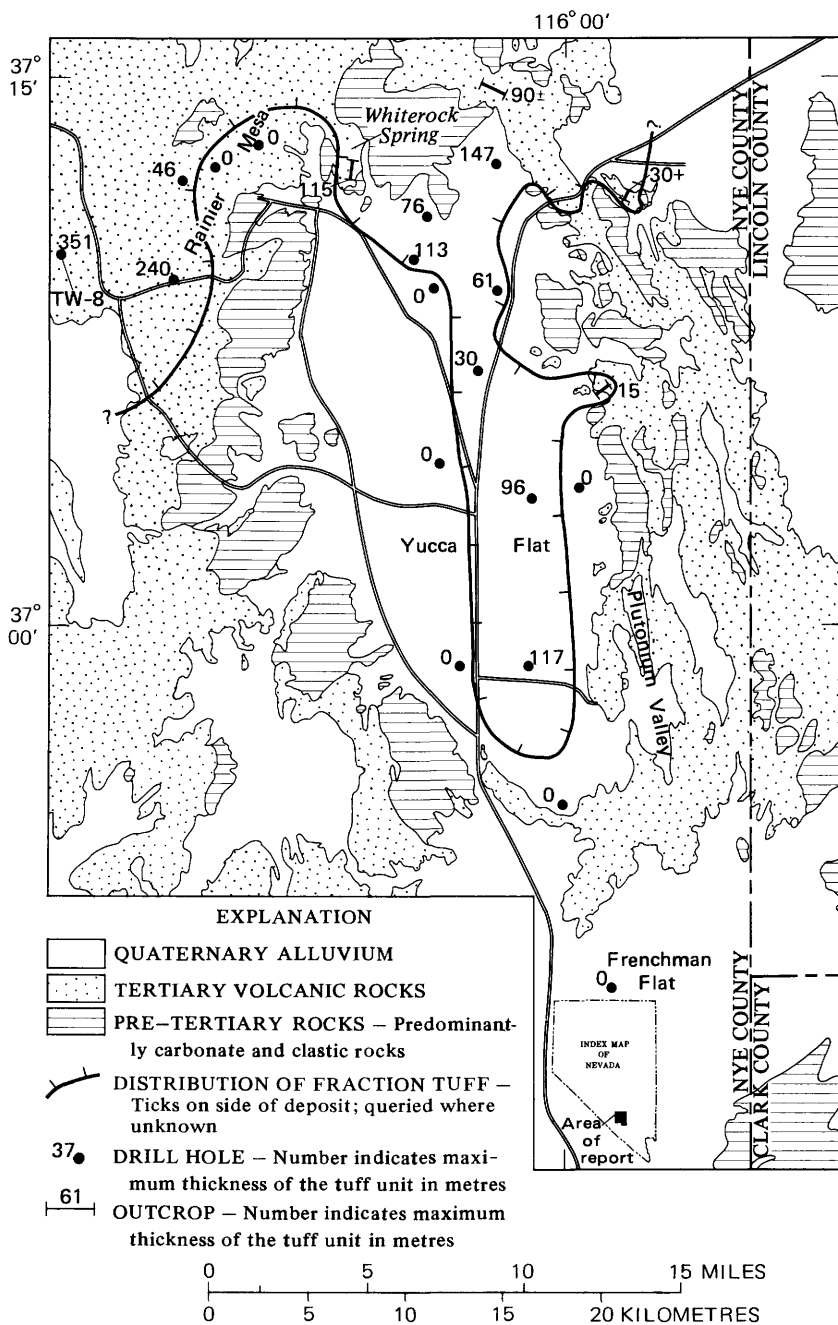 116° 00'
37°
15'
Whiterock
Spring
90±
?
NYE COUNTY
LINCOLN COUNTY
Rainier Mesa
0
0
46
147
30+
115
76
351
240
113
61
TW-8
0
30
15
?
0
96
0
Yucca Flat
37°
00'
Plutonium Valley
0
117
0
EXPLANATION
QUATERNARY ALLUVIUM
TERTIARY VOLCANIC ROCKS
PRE-TERTIARY ROCKS – Predominant-
ly carbonate and clastic rocks
DISTRIBUTION OF FRACTION TUFF –
Ticks on side of deposit; queried where
unknown
37
DRILL HOLE – Number indicates maxi-
mum thickness of the tuff unit in metres
61
OUTCROP – Number indicates maximum
thickness of the tuff unit in metres
Frenchman
Flat
0
INDEX MAP
OF
NEVADA
Area
of
report
NYE COUNTY
CLARK COUNTY
0 5 10 15 MILES
0 5 10 15 20 KILOMETRES